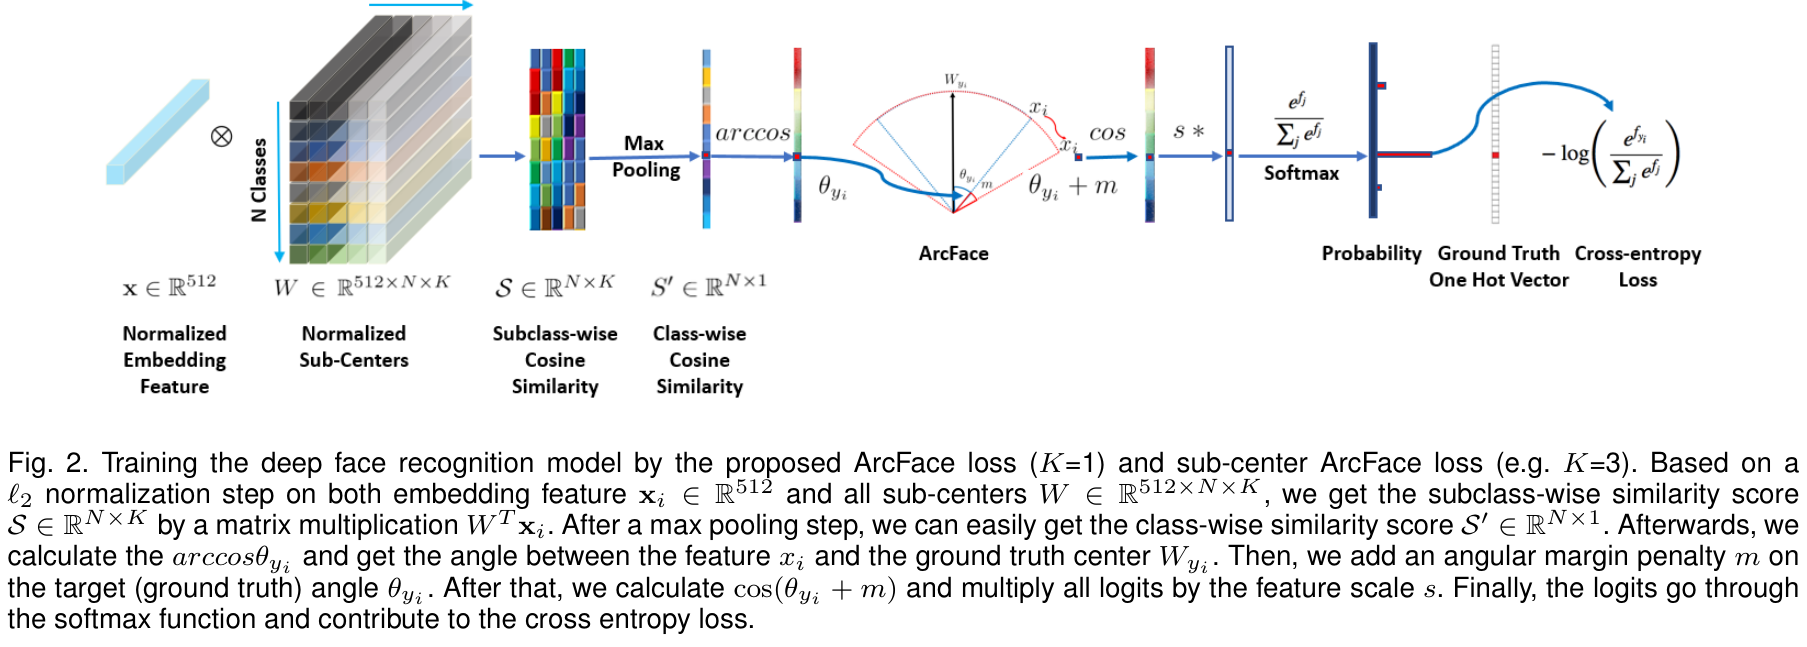 ⊗
N Classes
x ∈ ℝ^512
Normalized
Embedding
Feature
W ∈ ℝ^{512×N×K}
Normalized
Sub-Centers
S ∈ ℝ^{N×K}
Subclass-wise
Cosine
Similarity
Max
Pooling
S′ ∈ ℝ^{N×1}
Class-wise
Cosine
Similarity
arccos
θ_{y_i}
W_{y_i}
x_i
x_i
θ_{y_i} m
ArcFace
θ_{y_i} + m
cos
s *
e^{f_j} / ∑_j e^{f_j}
Softmax
Probability
Ground Truth
One Hot Vector
− log( e^{f_{y_i}} / ∑_j e^{f_j} )
Cross-entropy
Loss
Fig. 2. Training the deep face recognition model by the proposed ArcFace loss (K=1) and sub-center ArcFace loss (e.g. K=3). Based on a
ℓ_2 normalization step on both embedding feature x_i ∈ ℝ^512 and all sub-centers W ∈ ℝ^{512×N×K}, we get the subclass-wise similarity score
S ∈ ℝ^{N×K} by a matrix multiplication W^T x_i. After a max pooling step, we can easily get the class-wise similarity score S′ ∈ ℝ^{N×1}. Afterwards, we
calculate the arccosθ_{y_i} and get the angle between the feature x_i and the ground truth center W_{y_i}. Then, we add an angular margin penalty m on
the target (ground truth) angle θ_{y_i}. After that, we calculate cos(θ_{y_i} + m) and multiply all logits by the feature scale s. Finally, the logits go through
the softmax function and contribute to the cross entropy loss.